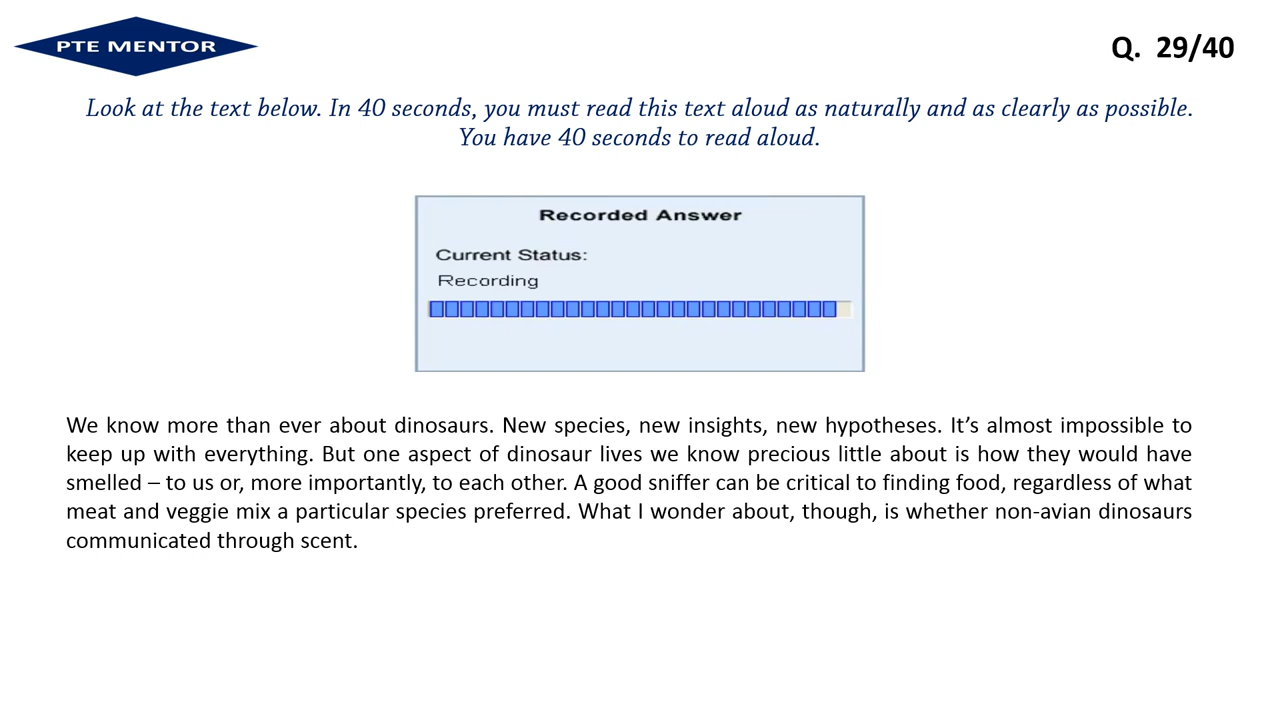 PTE MENTOR
Q. 29/40
Look at the text below. In 40 seconds, you must read this text aloud as naturally and as clearly as possible.
You have 40 seconds to read aloud.
Recorded Answer
Current Status:
Recording
We know more than ever about dinosaurs. New species, new insights, new hypotheses. It’s almost impossible to
keep up with everything. But one aspect of dinosaur lives we know precious little about is how they would have
smelled – to us or, more importantly, to each other. A good sniffer can be critical to finding food, regardless of what
meat and veggie mix a particular species preferred. What I wonder about, though, is whether non-avian dinosaurs
communicated through scent.